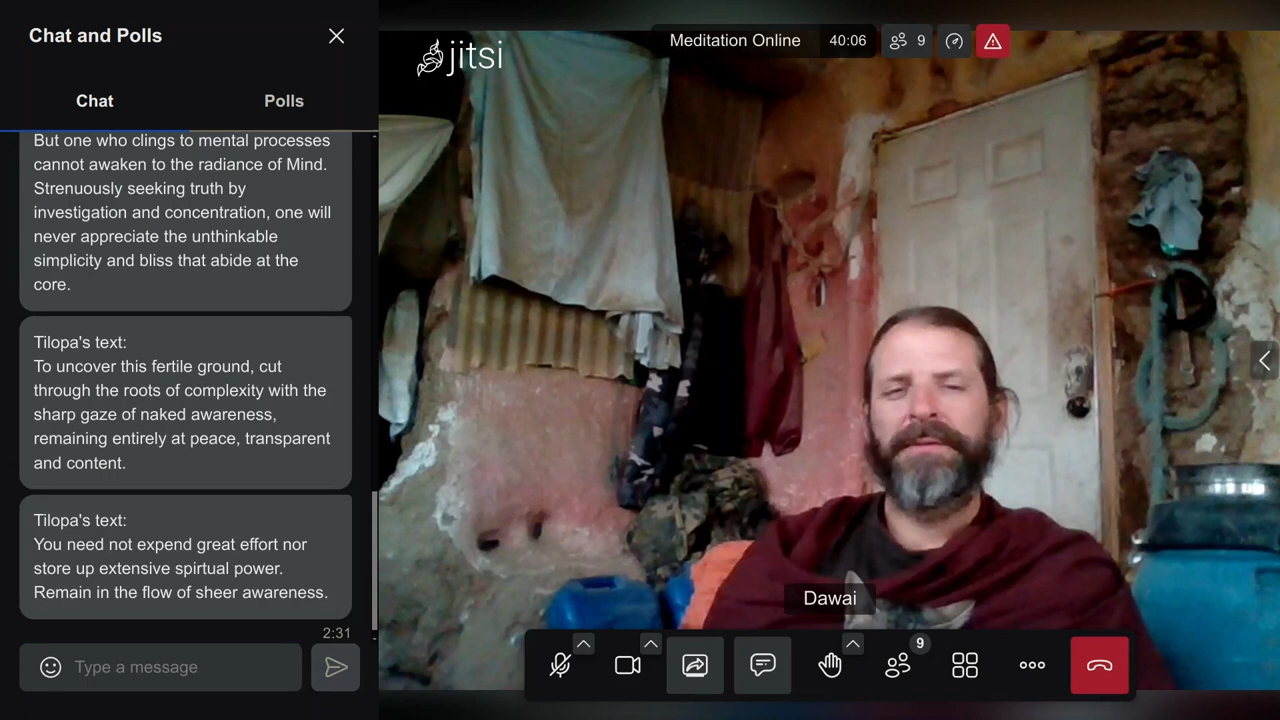 Chat and Polls
Chat
Polls
But one who clings to mental processes
cannot awaken to the radiance of Mind.
Strenuously seeking truth by
investigation and concentration, one will
never appreciate the unthinkable
simplicity and bliss that abide at the
core.
Tilopa's text:
To uncover this fertile ground, cut
through the roots of complexity with the
sharp gaze of naked awareness,
remaining entirely at peace, transparent
and content.
Tilopa's text:
You need not expend great effort nor
store up extensive spirtual power.
Remain in the flow of sheer awareness.
2:31
Type a message
jitsi
Meditation Online
40:06
9
Dawai
9